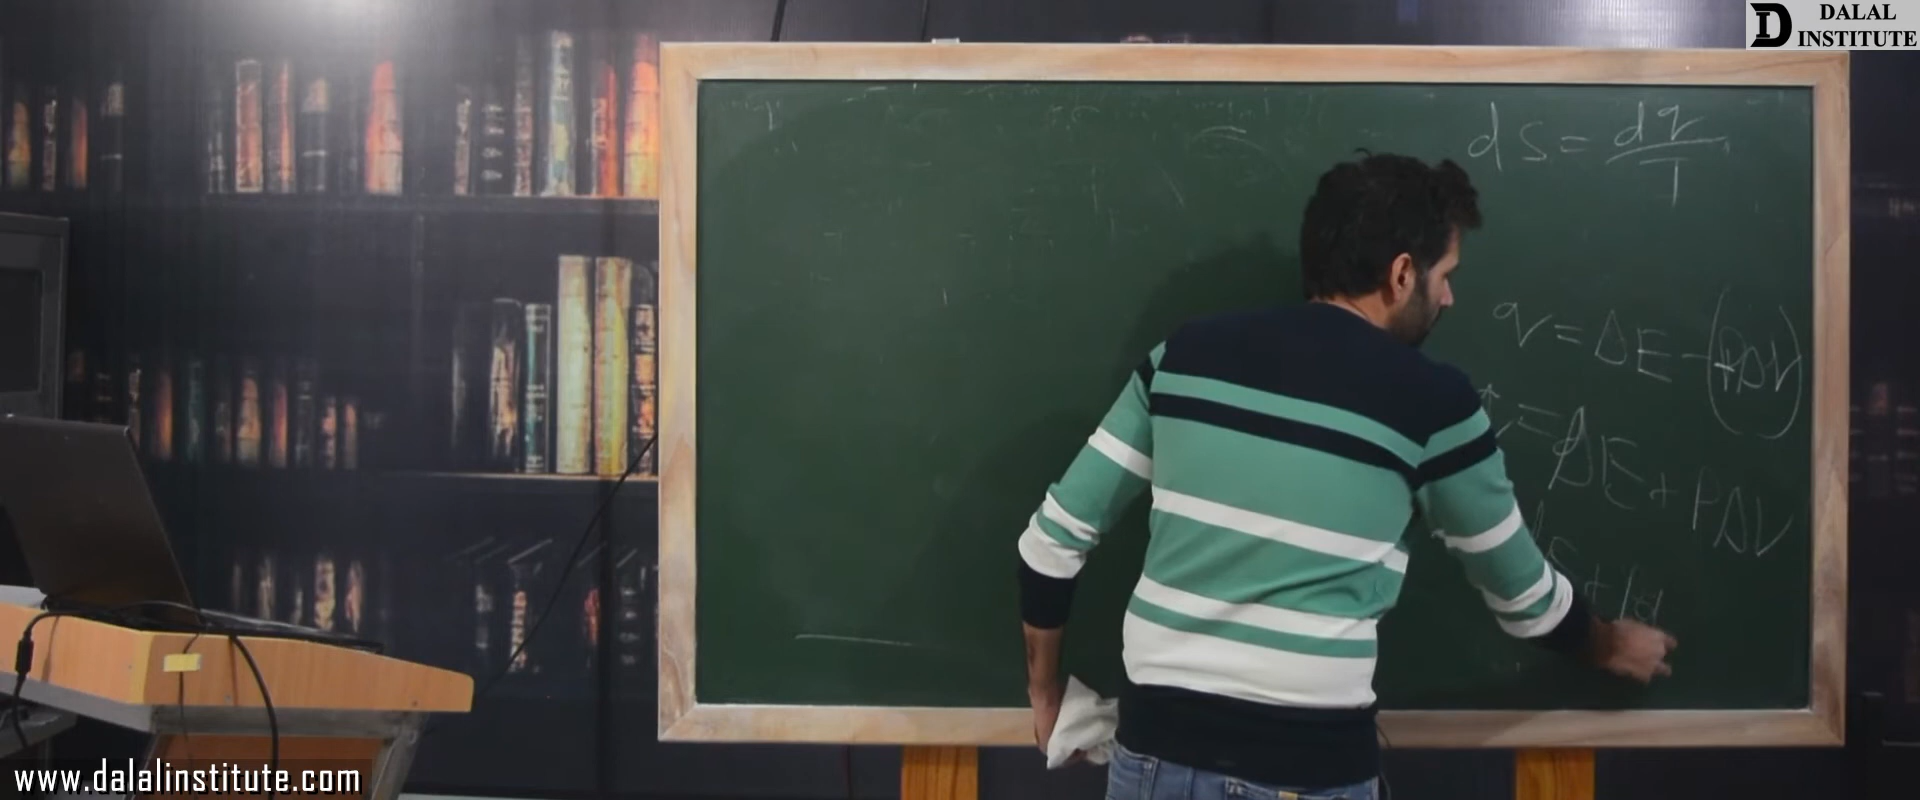 DALAL
INSTITUTE
dS = dq/T
q = ΔE - (PΔV)
= ΔE + PΔV
www.dalalinstitute.com